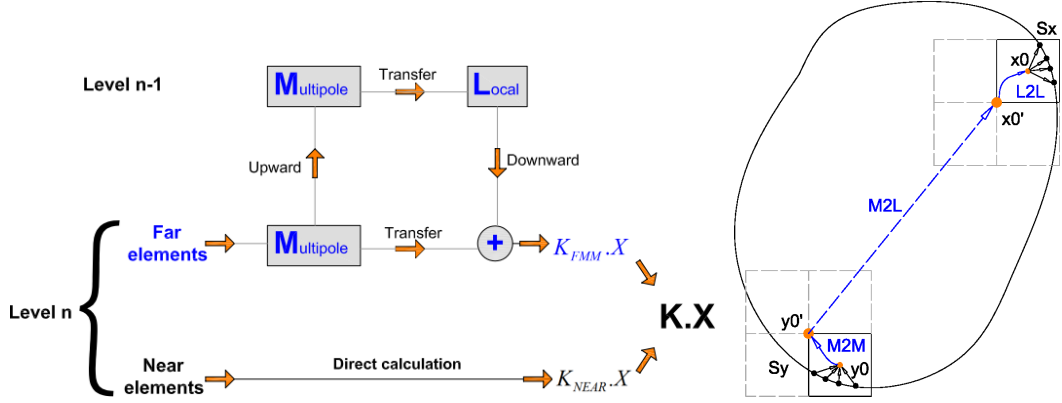 Level n-1
Multipole
Transfer
Local
Upward
Downward
Far
elements
Multipole
Transfer
+
K_FMM.X
Level n
K.X
Near
elements
Direct calculation
K_NEAR.X
Sx
x0
L2L
x0'
M2L
y0'
M2M
Sy
y0